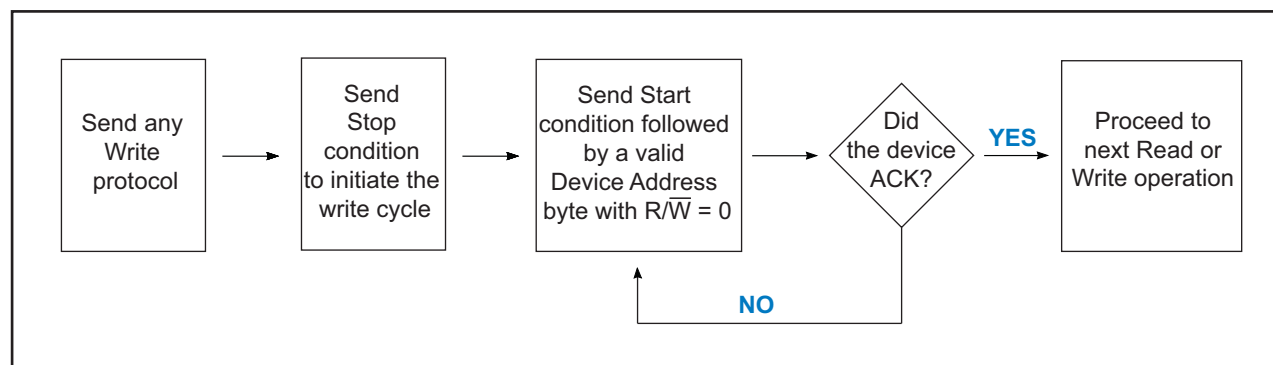 Send any
Write
protocol
Send
Stop
condition
to initiate the
write cycle
Send Start
condition followed
by a valid
Device Address
byte with R/W̅ = 0
Did
the device
ACK?
YES
NO
Proceed to
next Read or
Write operation